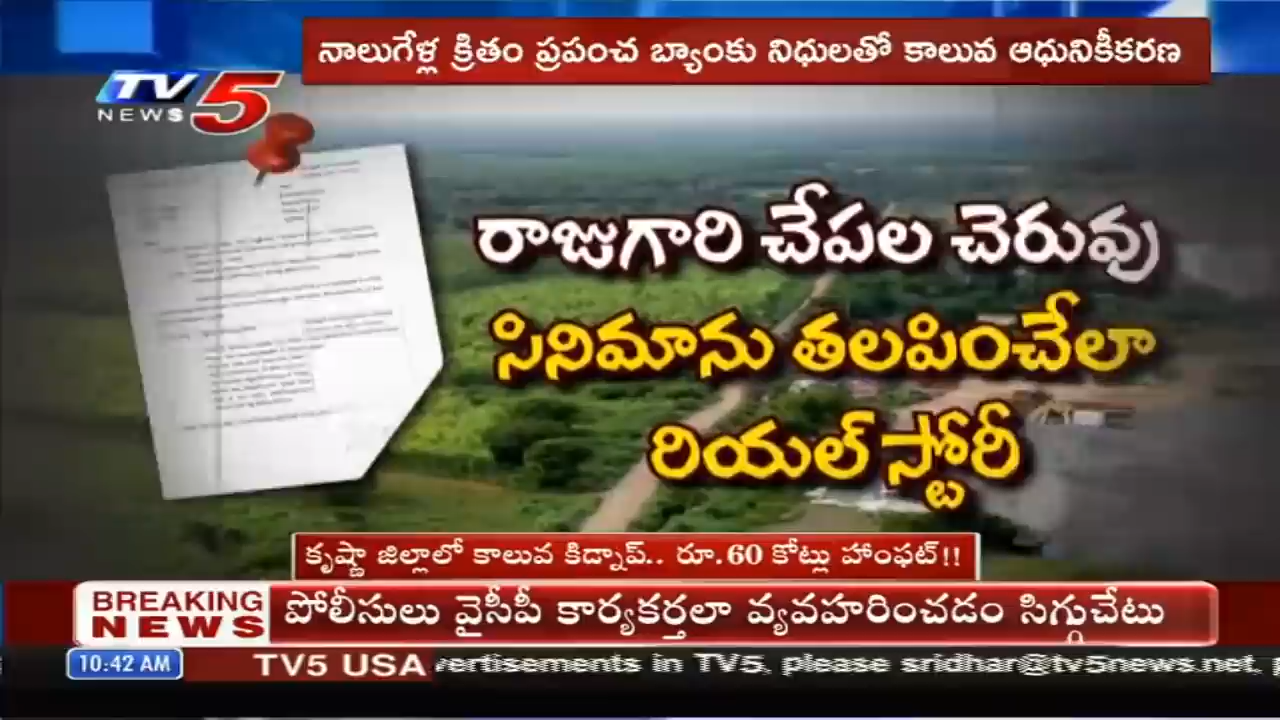 నాలుగేళ్ల క్రితం ప్రపంచ బ్యాంకు నిధులతో కాలువ ఆధునికీకరణ
TV5
NEWS
రాజుగారి చేపల చెరువు
సినిమాను తలపించేలా
రియల్ స్టోరీ
కృష్ణా జిల్లాలో కాలువ కిడ్నాప్.. రూ.60 కోట్లు హాంఫట్!!
BREAKING NEWS
పోలీసులు వైసీపీ కార్యకర్తలా వ్యవహరించడం సిగ్గుచేటు
10:42 AM
TV5 USA vertisements in TV5, please sridhar@tv5news.net, p